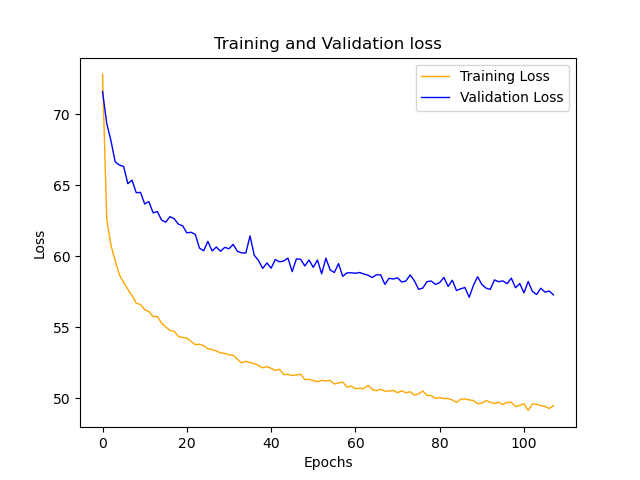 Training and Validation loss
Training Loss
Validation Loss
70
65
60
55
50
Loss
0 20 40 60 80 100
Epochs